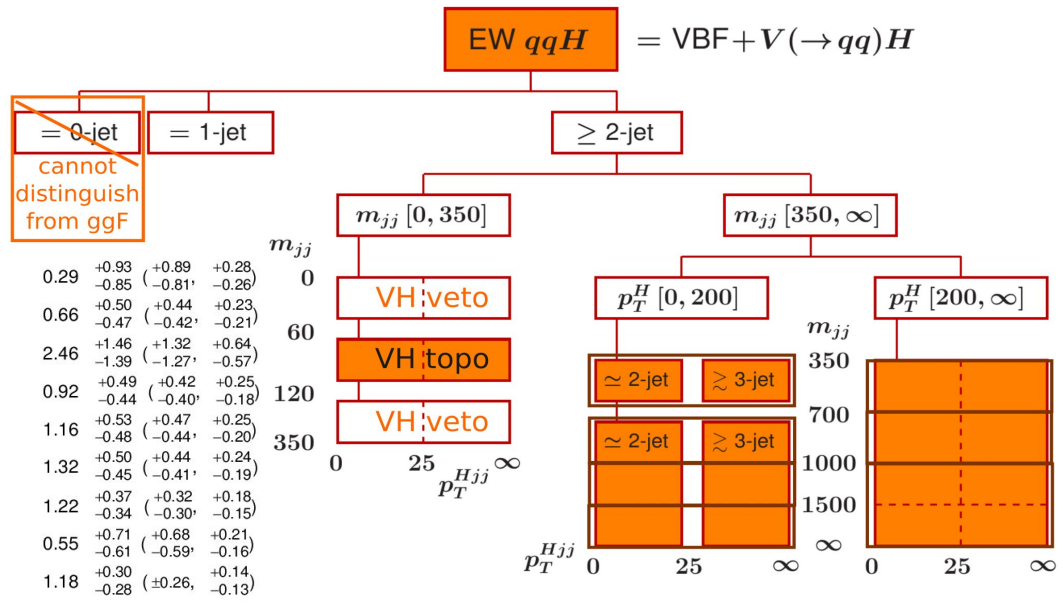 EW qqH = VBF + V(→ qq)H
= 0-jet
= 1-jet
≥ 2-jet
cannot
distinguish
from ggF
m_jj [0, 350]
m_jj [350, ∞]
m_jj
0
60
120
350
VH veto
VH topo
VH veto
0 25 ∞
p_T^Hjj
p_T^H [0, 200]
p_T^H [200, ∞]
m_jj
350
700
1000
1500
∞
≃ 2-jet ≳ 3-jet
≃ 2-jet ≳ 3-jet
p_T^Hjj
0 25 ∞
0 25 ∞
0.29 +0.93 −0.85 ( +0.89 −0.81, +0.28 −0.26 )
0.66 +0.50 −0.47 ( +0.44 −0.42, +0.23 −0.21 )
2.46 +1.46 −1.39 ( +1.32 −1.27, +0.64 −0.57 )
0.92 +0.49 −0.44 ( +0.42 −0.40, +0.25 −0.18 )
1.16 +0.53 −0.48 ( +0.47 −0.44, +0.25 −0.20 )
1.32 +0.50 −0.45 ( +0.44 −0.41, +0.24 −0.19 )
1.22 +0.37 −0.34 ( +0.32 −0.30, +0.18 −0.15 )
0.55 +0.71 −0.61 ( +0.68 −0.59, +0.21 −0.16 )
1.18 +0.30 −0.28 ( ±0.26, +0.14 −0.13 )